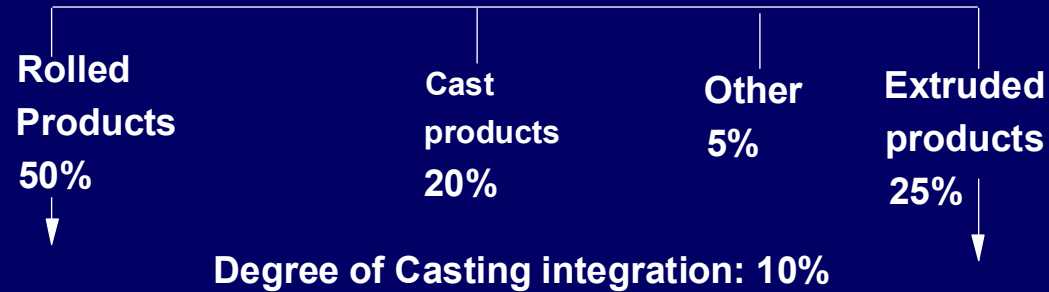 Rolled
Products
50%
Cast
products
20%
Other
5%
Extruded
products
25%
Degree of Casting integration: 10%